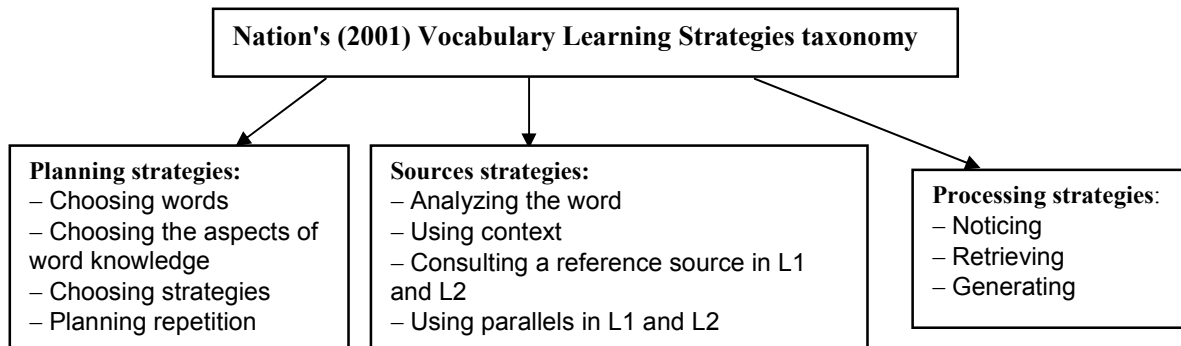 Nation's (2001) Vocabulary Learning Strategies taxonomy
Planning strategies:
– Choosing words
– Choosing the aspects of
word knowledge
– Choosing strategies
– Planning repetition
Sources strategies:
– Analyzing the word
– Using context
– Consulting a reference source in L1
and L2
– Using parallels in L1 and L2
Processing strategies:
– Noticing
– Retrieving
– Generating